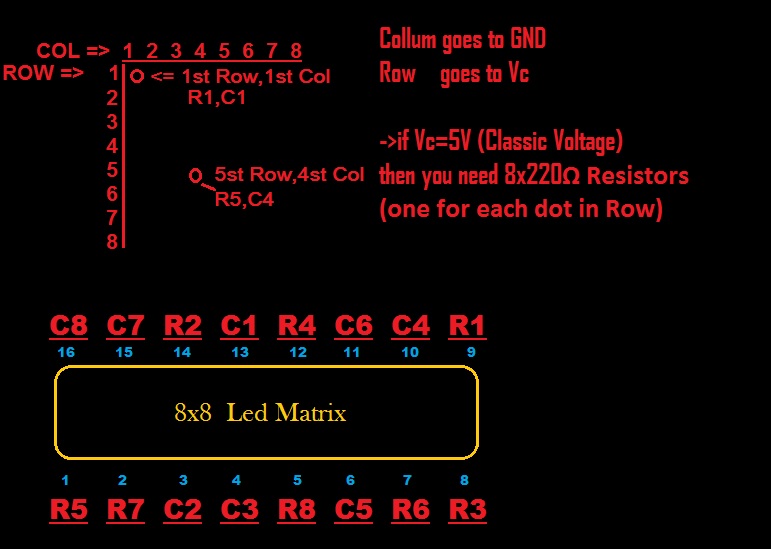 COL => 1 2 3 4 5 6 7 8
ROW => 1 <= 1st Row,1st Col
2 R1,C1
3
4
5 5st Row,4st Col
6 R5,C4
7
8
Collum goes to GND
Row goes to Vc
->if Vc=5V (Classic Voltage)
then you need 8x220Ω Resistors
(one for each dot in Row)
C8 C7 R2 C1 R4 C6 C4 R1
16 15 14 13 12 11 10 9
8x8 Led Matrix
1 2 3 4 5 6 7 8
R5 R7 C2 C3 R8 C5 R6 R3